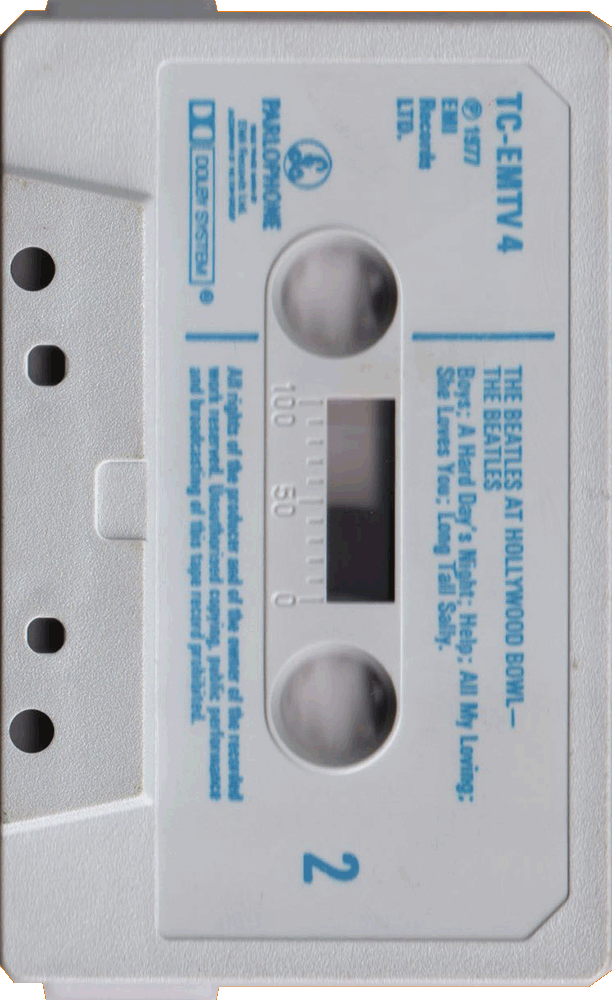 TC-EMTV 4
℗ 1977
EMI
Records
LTD.
THE BEATLES AT HOLLYWOOD BOWL—
THE BEATLES
Boys; A Hard Day's Night; Help; All My Loving;
She Loves You; Long Tall Sally.
£
PARLOPHONE
DOLBY SYSTEM ®
100 50 0
2
All rights of the producer and of the owner of the recorded
work reserved. Unauthorised copying, public performance
and broadcasting of this tape record prohibited.